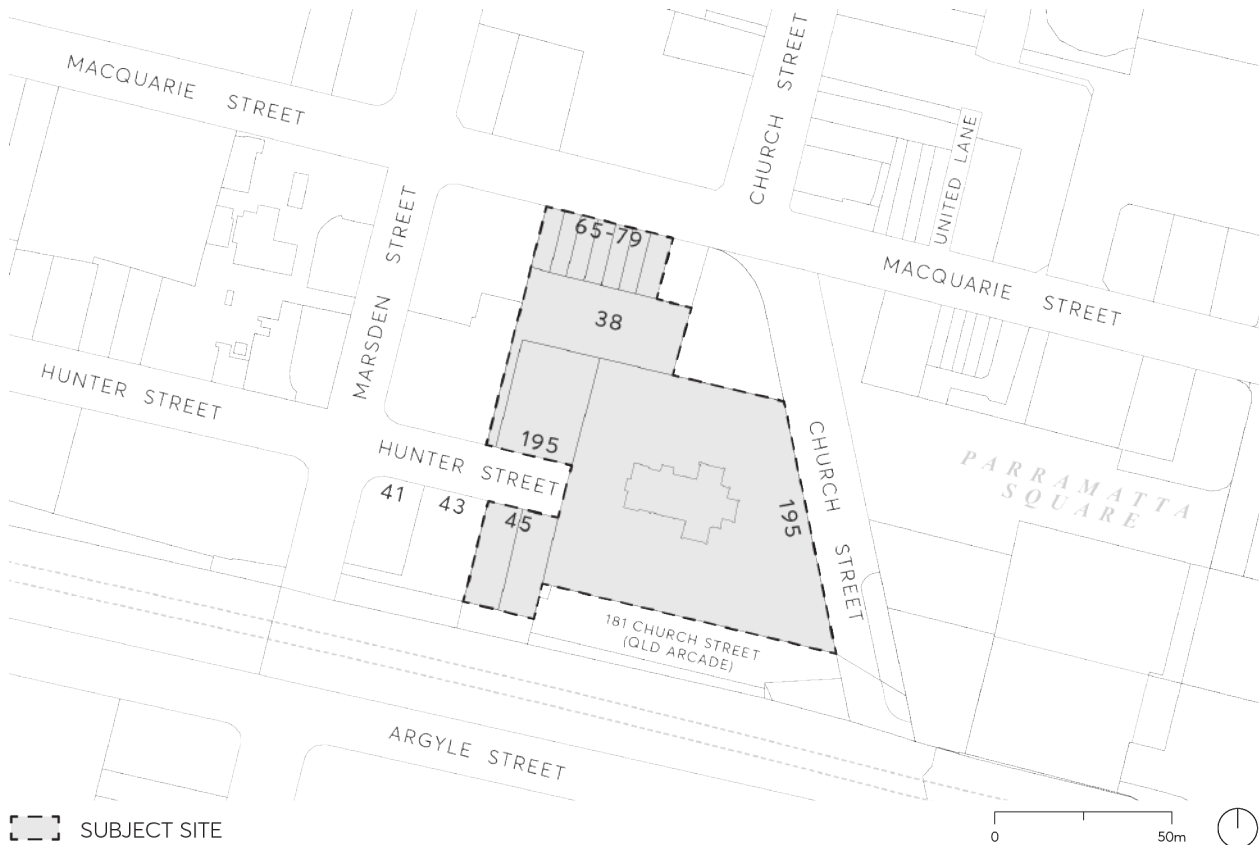 MACQUARIE STREET
CHURCH STREET
UNITED LANE
MARSDEN STREET
65-79
MACQUARIE STREET
38
HUNTER STREET
195
HUNTER STREET
41
43
45
CHURCH STREET
195
PARRAMATTA
SQUARE
181 CHURCH STREET
(QLD ARCADE)
ARGYLE STREET
SUBJECT SITE
0
50m